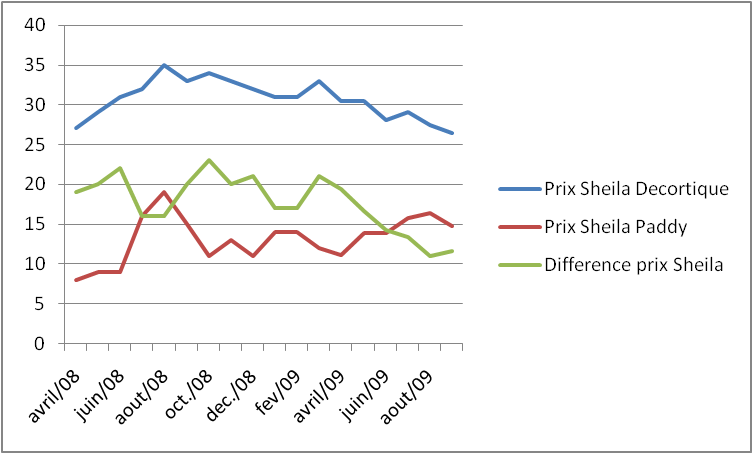 40
35
30
25
20
15
10
5
0
avril/08
juin/08
aout/08
oct./08
dec./08
fev/09
avril/09
juin/09
aout/09
Prix Sheila Decortique
Prix Sheila Paddy
Difference prix Sheila